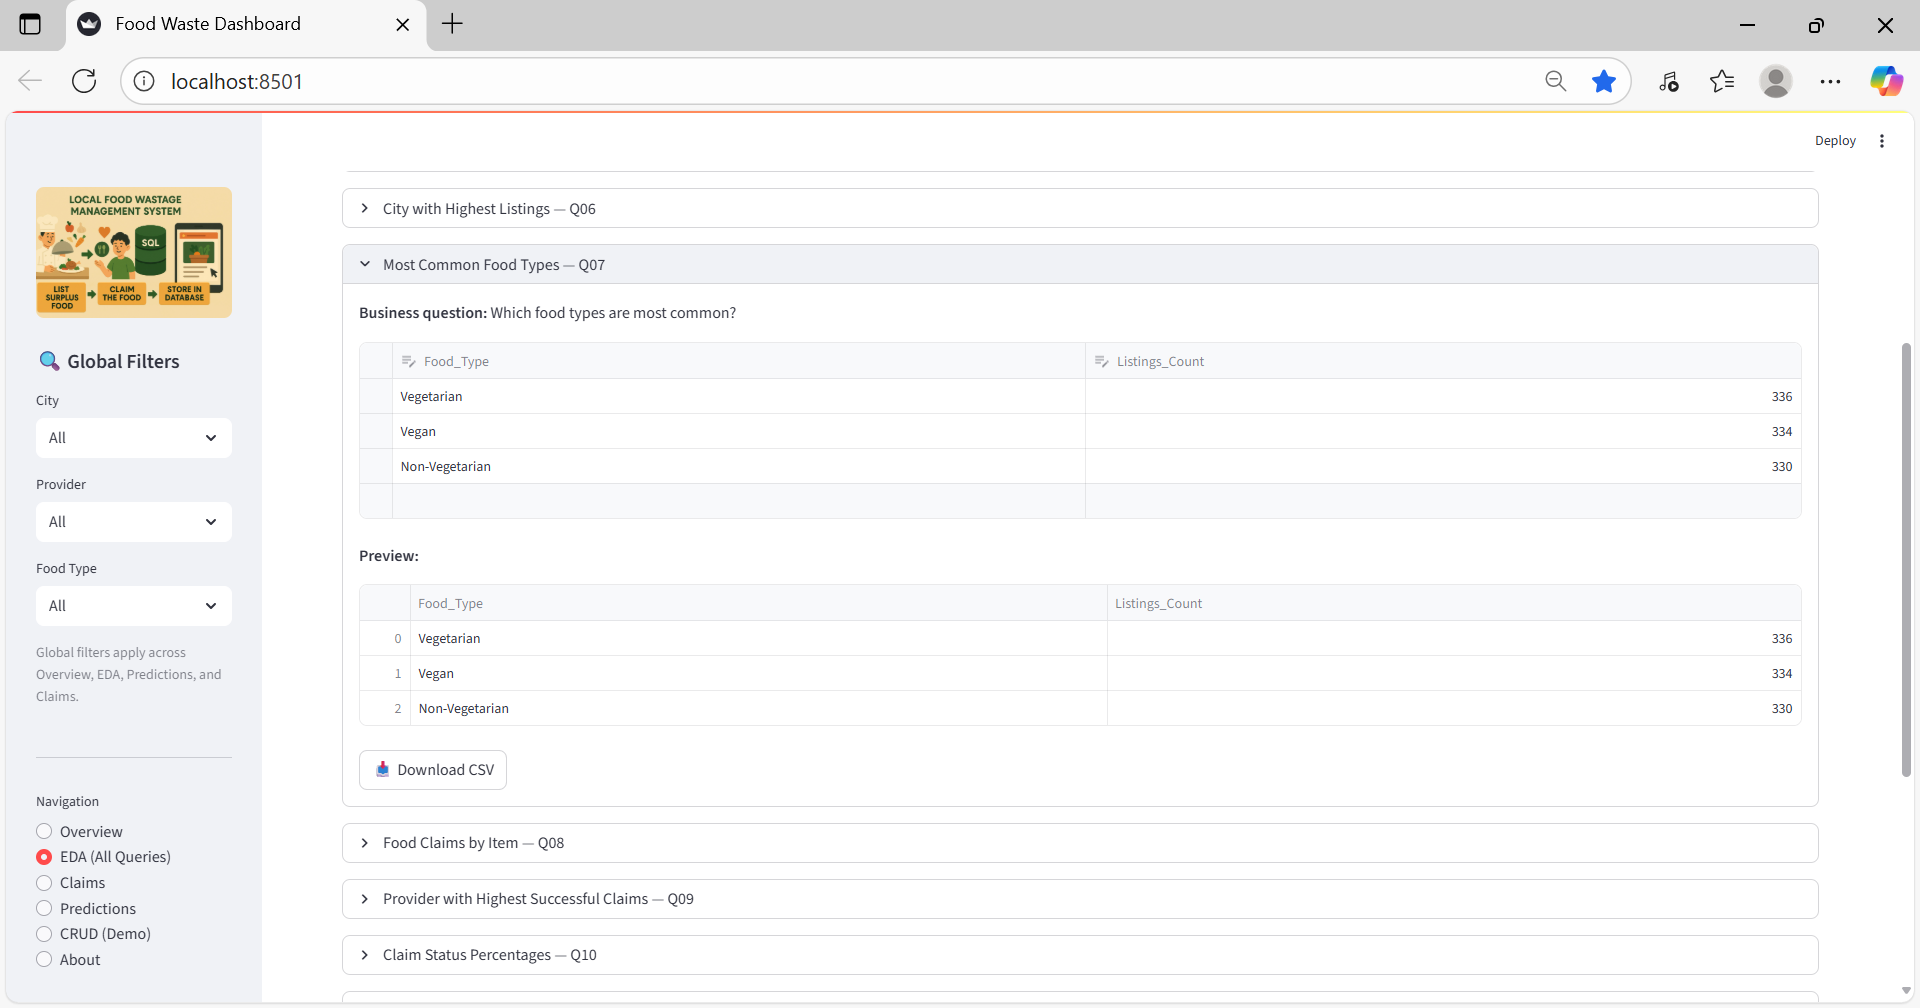 Food Waste Dashboard
localhost:8501
Deploy
LOCAL FOOD WASTAGE
MANAGEMENT SYSTEM
SQL
LIST
SURPLUS
FOOD
CLAIM
THE FOOD
STORE IN
DATABASE
Global Filters
City
All
Provider
All
Food Type
All
Global filters apply across
Overview, EDA, Predictions, and
Claims.
Navigation
Overview
EDA (All Queries)
Claims
Predictions
CRUD (Demo)
About
City with Highest Listings — Q06
Most Common Food Types — Q07
Business question: Which food types are most common?
Food_Type Listings_Count
Vegetarian 336
Vegan 334
Non-Vegetarian 330
Preview:
Food_Type Listings_Count
0 Vegetarian 336
1 Vegan 334
2 Non-Vegetarian 330
Download CSV
Food Claims by Item — Q08
Provider with Highest Successful Claims — Q09
Claim Status Percentages — Q10